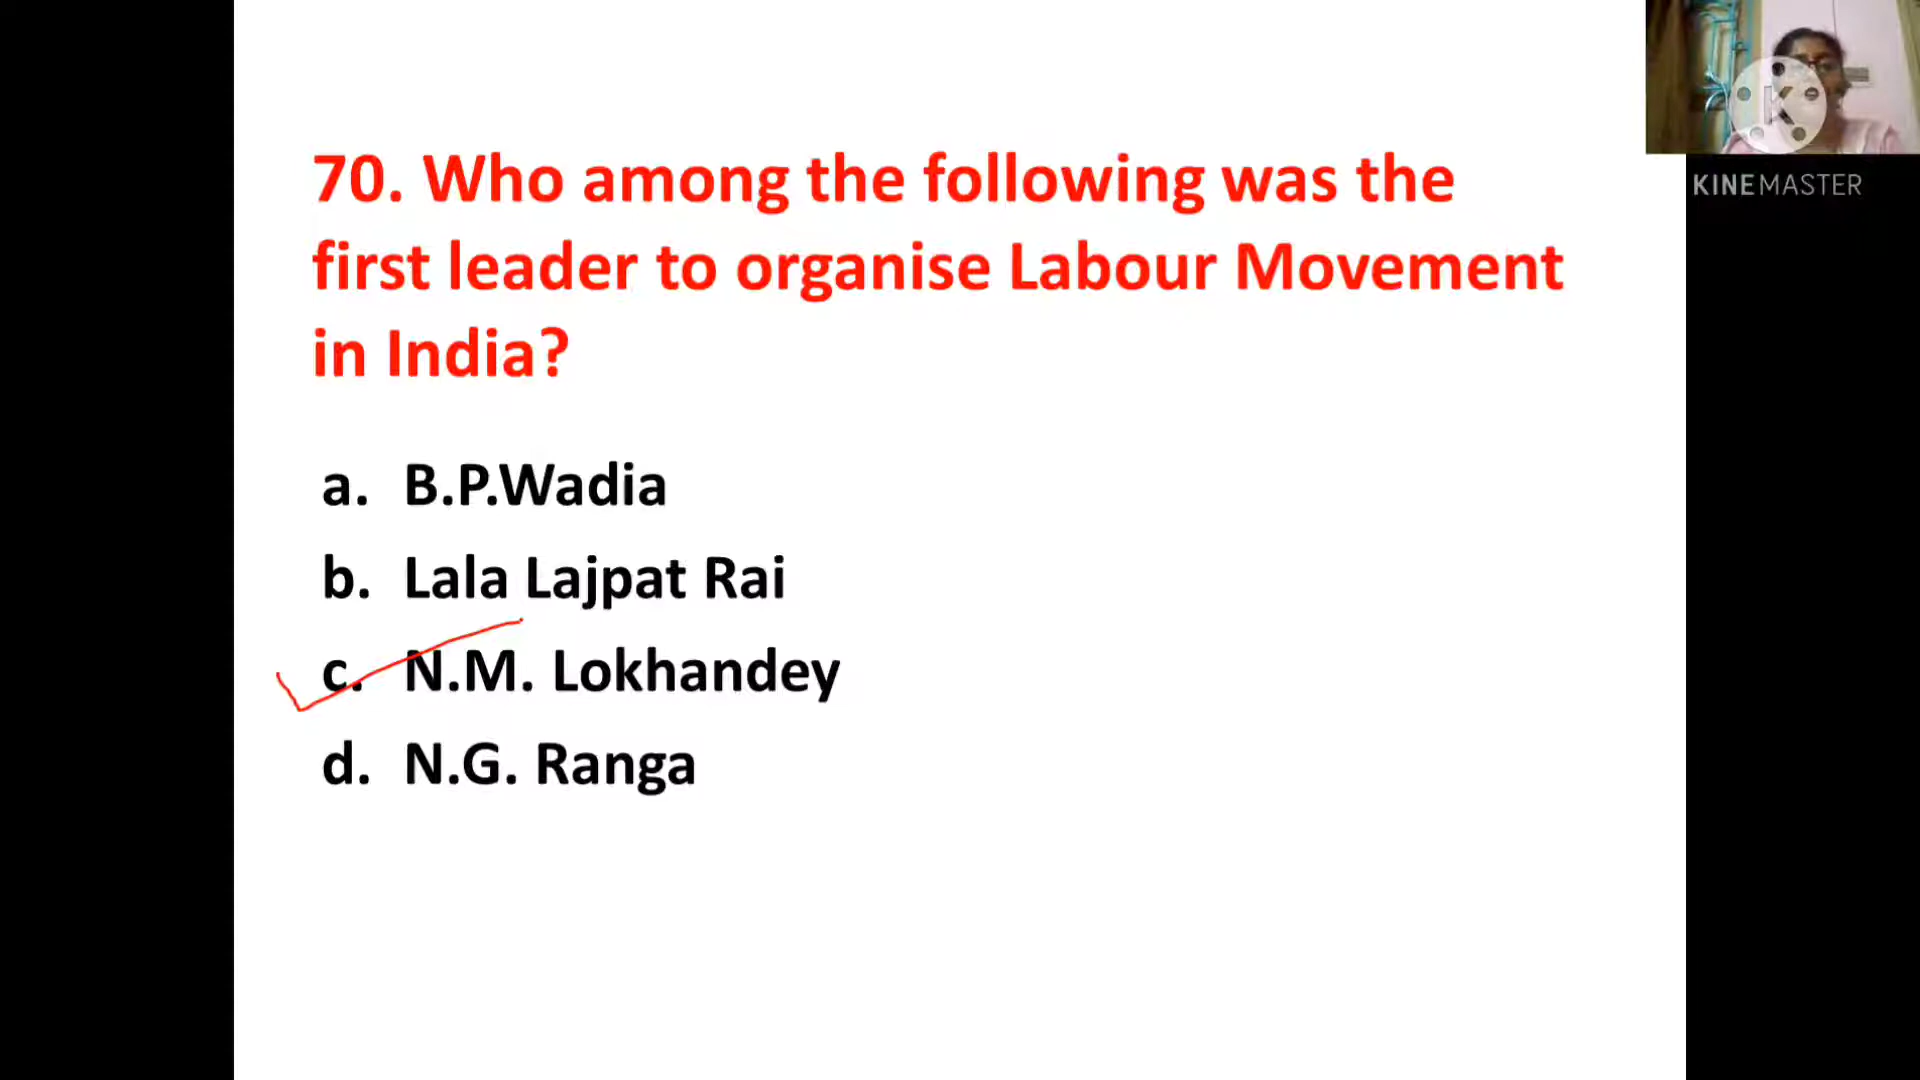 70. Who among the following was the
first leader to organise Labour Movement
in India?
a. B.P.Wadia
b. Lala Lajpat Rai
c. N.M. Lokhandey
d. N.G. Ranga
K
KINEMASTER